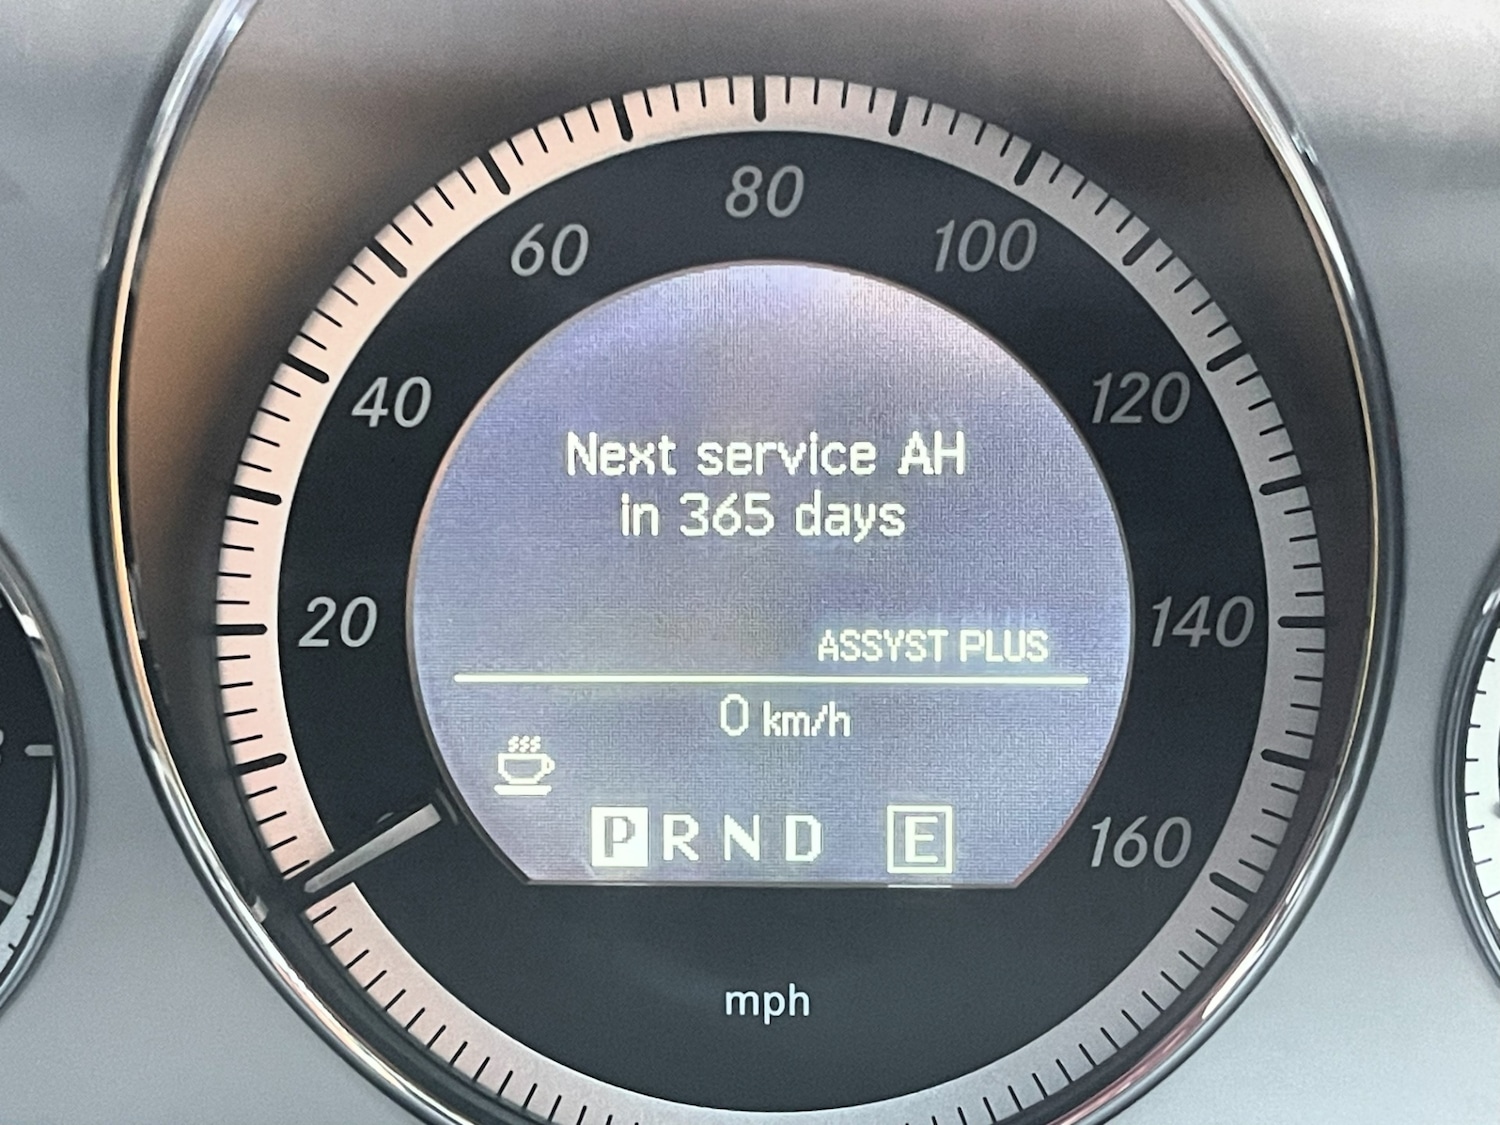 80
60
100
40
120
20
140
160
Next service AH
in 365 days
ASSYST PLUS
0 km/h
P R N D E
mph